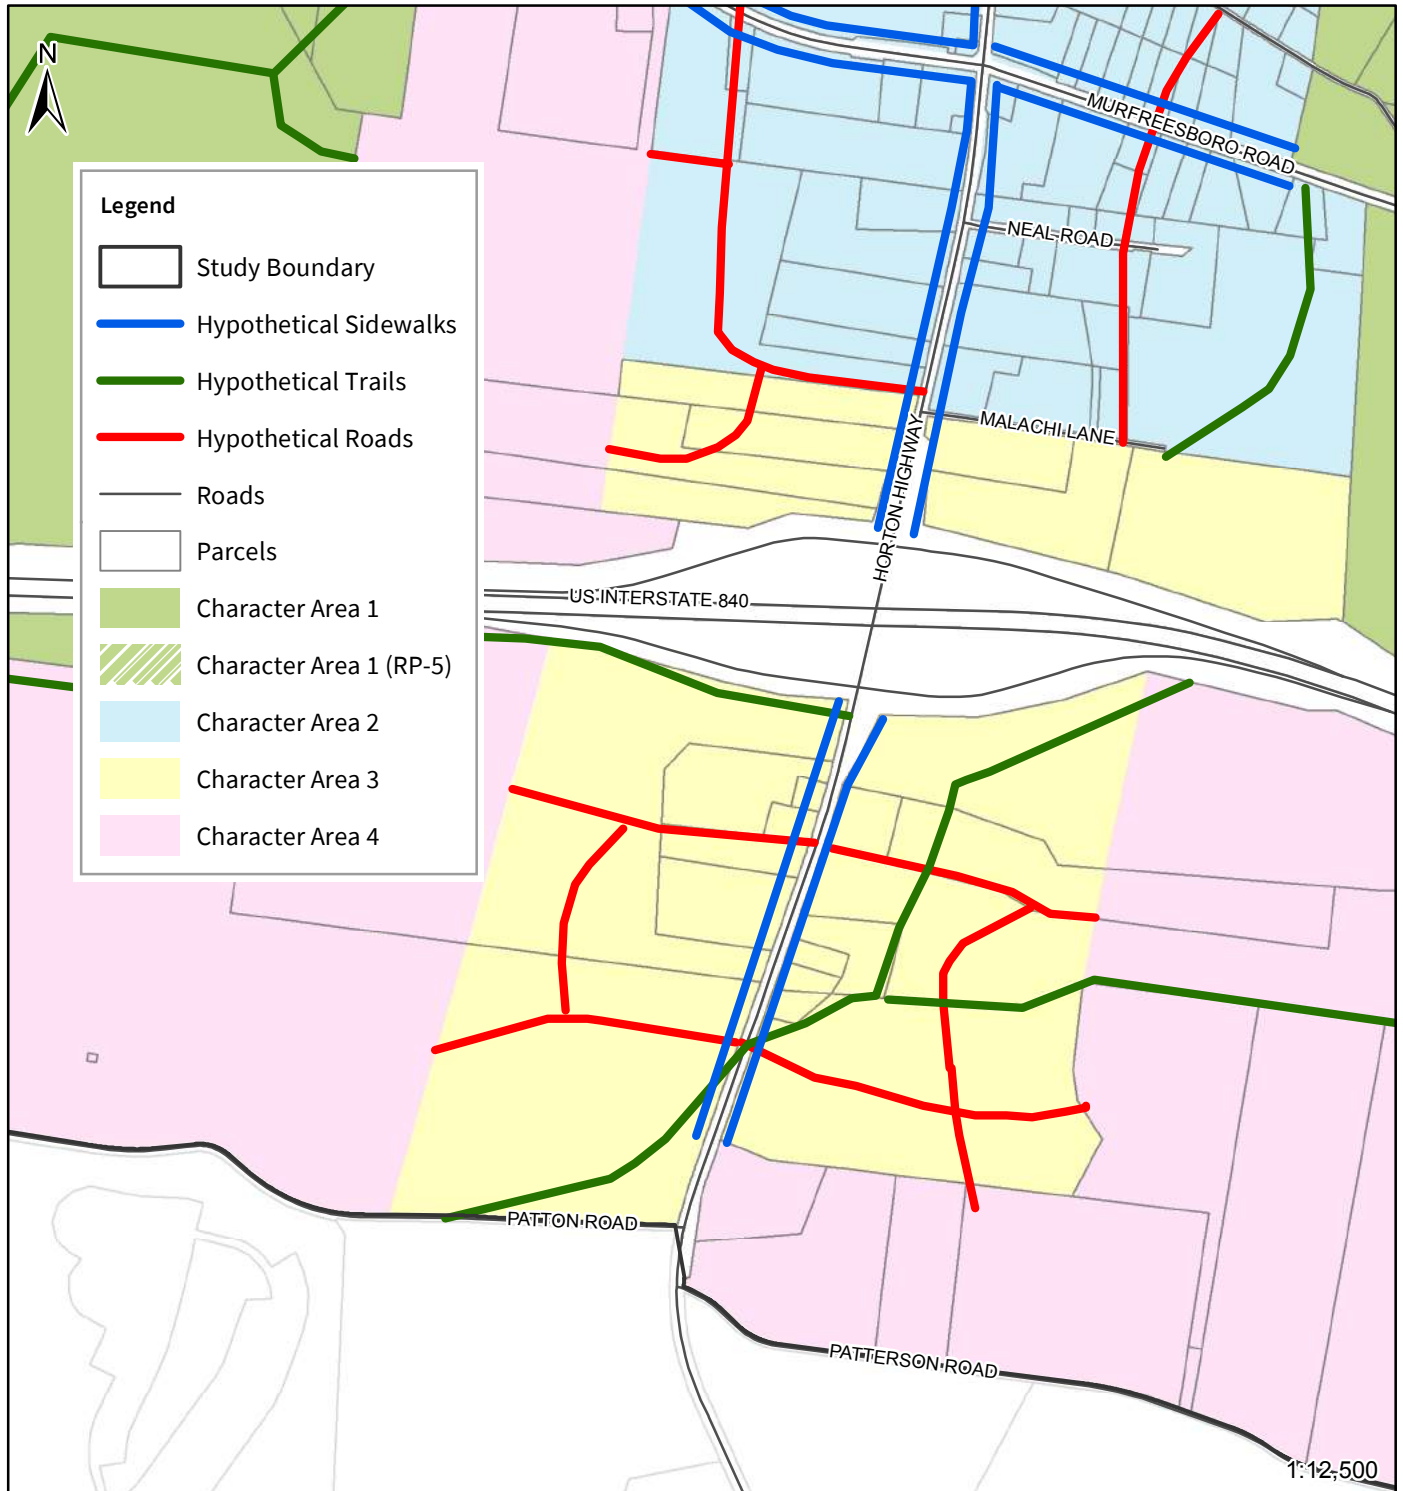 N
MURFREESBORO ROAD
NEAL ROAD
Legend
Study Boundary
Hypothetical Sidewalks
Hypothetical Trails
Hypothetical Roads
Roads
Parcels
Character Area 1
Character Area 1 (RP-5)
Character Area 2
Character Area 3
Character Area 4
MALACHI LANE
HORTON HIGHWAY
US INTERSTATE 840
PATTON ROAD
PATTERSON ROAD
1:12,500